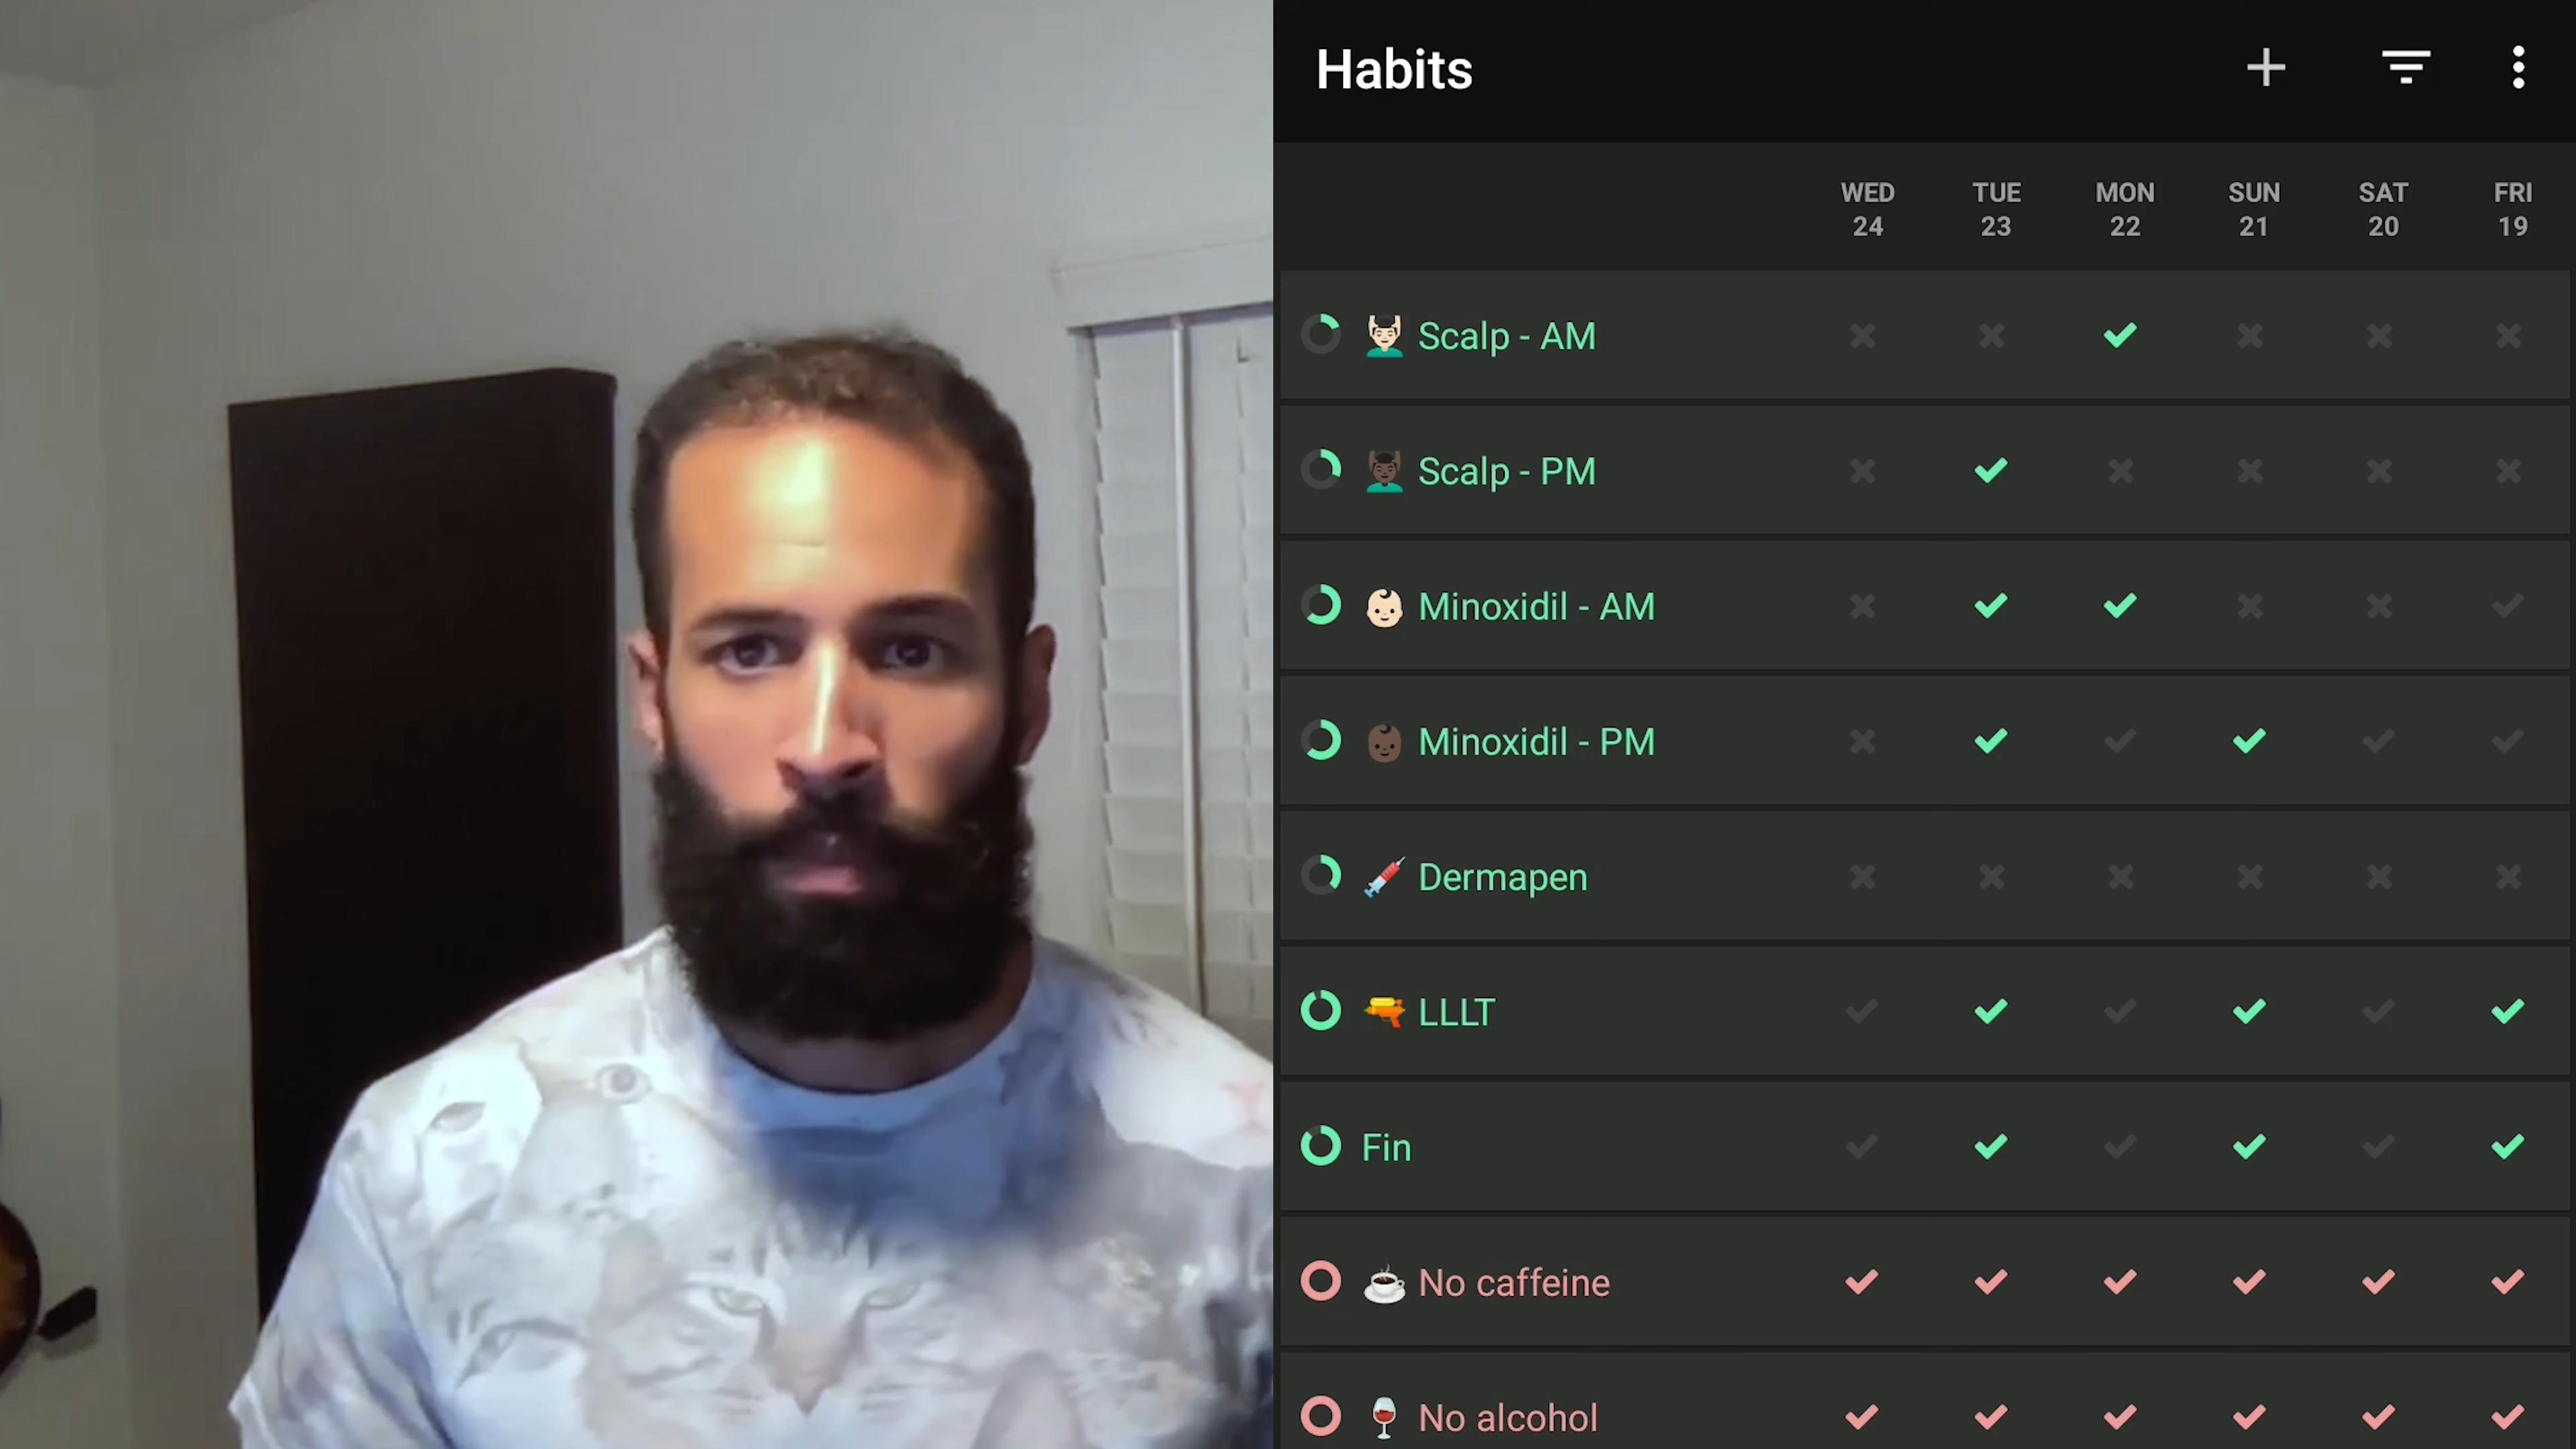 Habits
WED TUE MON SUN SAT FRI
24 23 22 21 20 19
Scalp - AM
Scalp - PM
Minoxidil - AM
Minoxidil - PM
Dermapen
LLLT
Fin
No caffeine
No alcohol